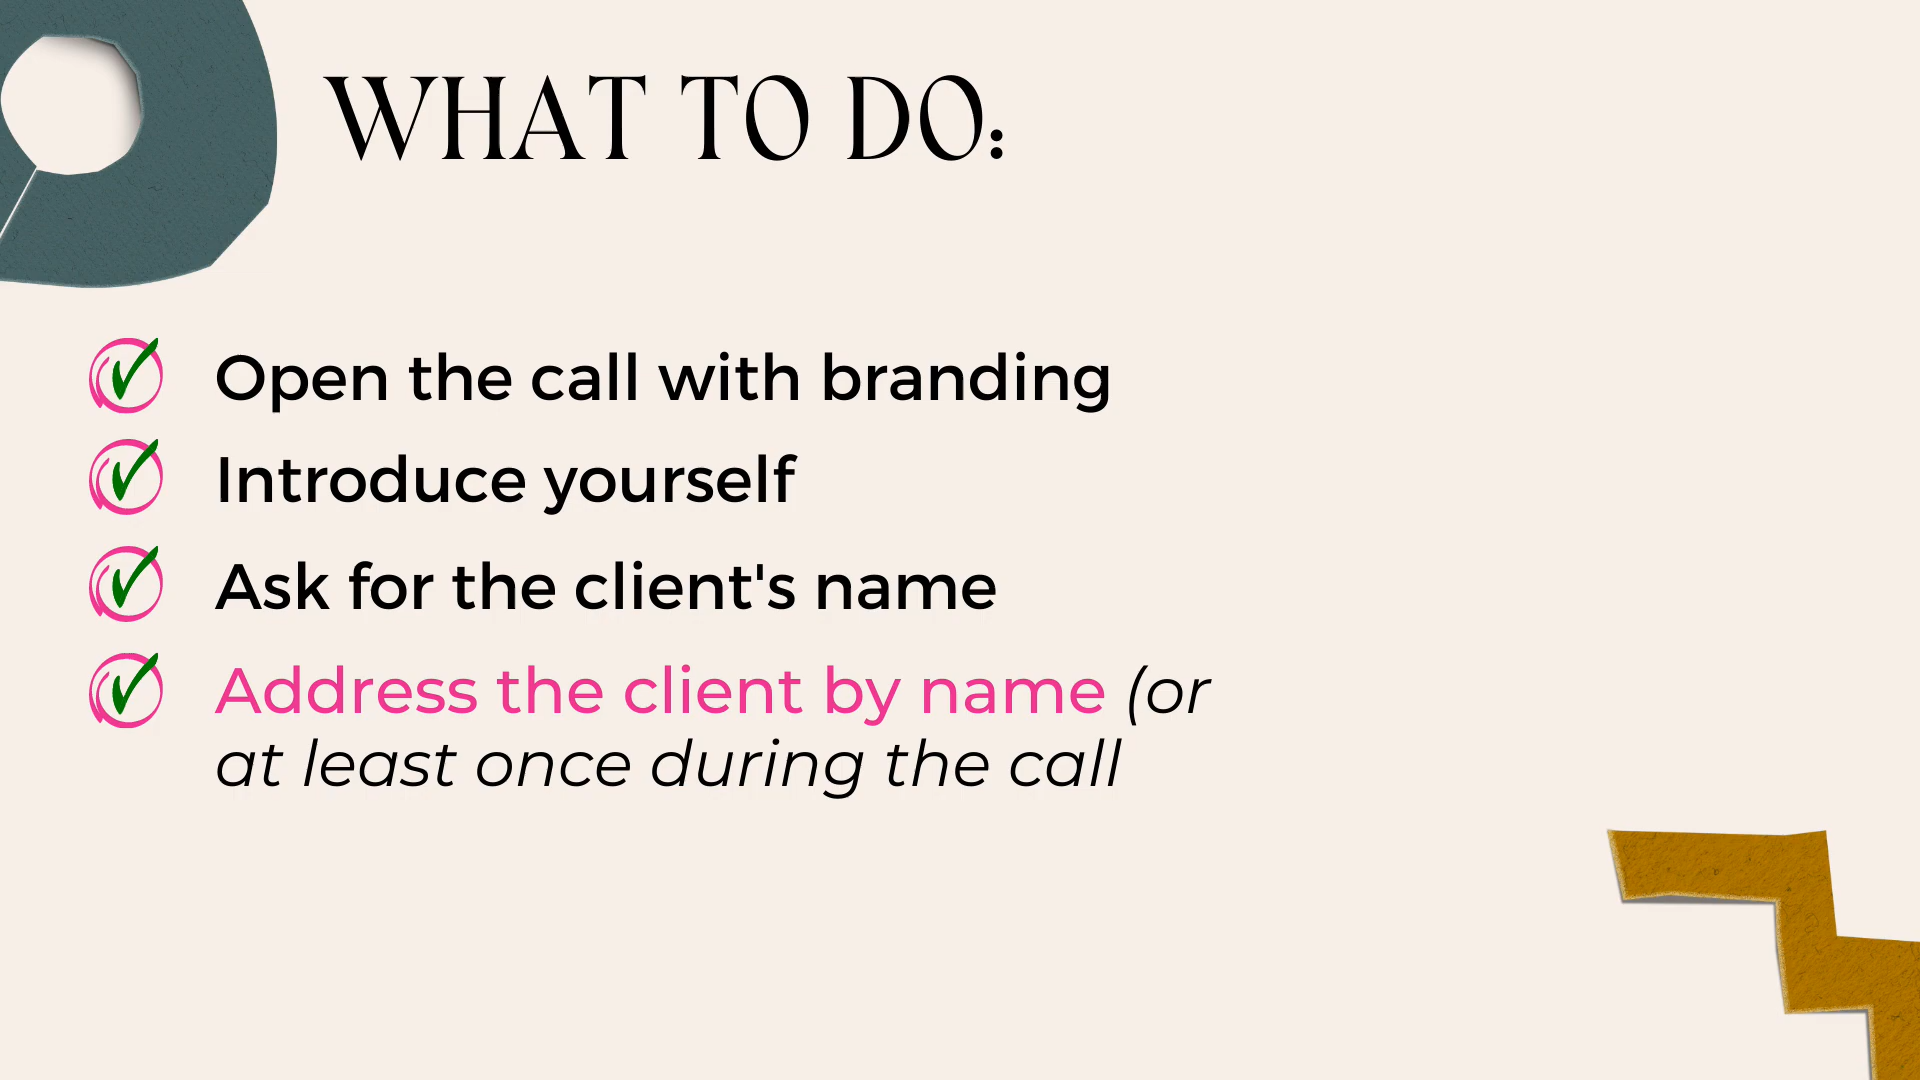 WHAT TO DO:
Open the call with branding
Introduce yourself
Ask for the client's name
Address the client by name (or
at least once during the call